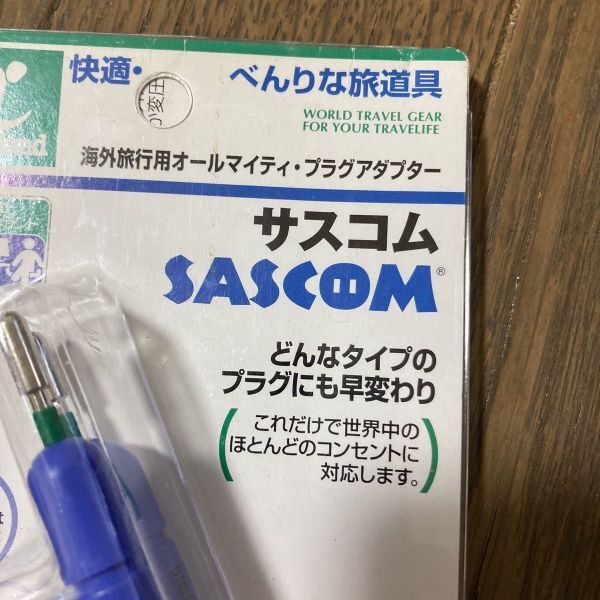 快適・べんりな旅道具
か変圧
WORLD TRAVEL GEAR
FOR YOUR TRAVELIFE
海外旅行用オールマイティ・プラグアダプター
サスコム
SASCOM®
どんなタイプの
プラグにも早変わり
これだけで世界中の
ほとんどのコンセントに
対応します。